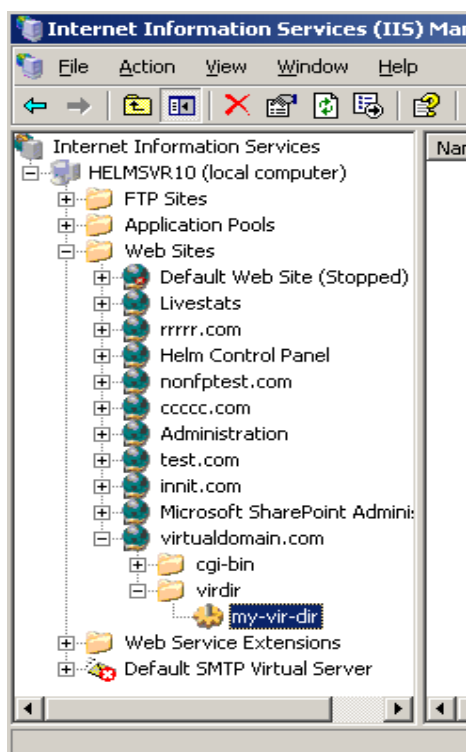 Internet Information Services (IIS) Mar
File Action View Window Help
Internet Information Services
Nar
HELMSVR10 (local computer)
FTP Sites
Application Pools
Web Sites
Default Web Site (Stopped)
Livestats
rrrrr.com
Helm Control Panel
nonfptest.com
ccccc.com
Administration
test.com
innit.com
Microsoft SharePoint Adminis
virtualdomain.com
cgi-bin
virdir
my-vir-dir
Web Service Extensions
Default SMTP Virtual Server